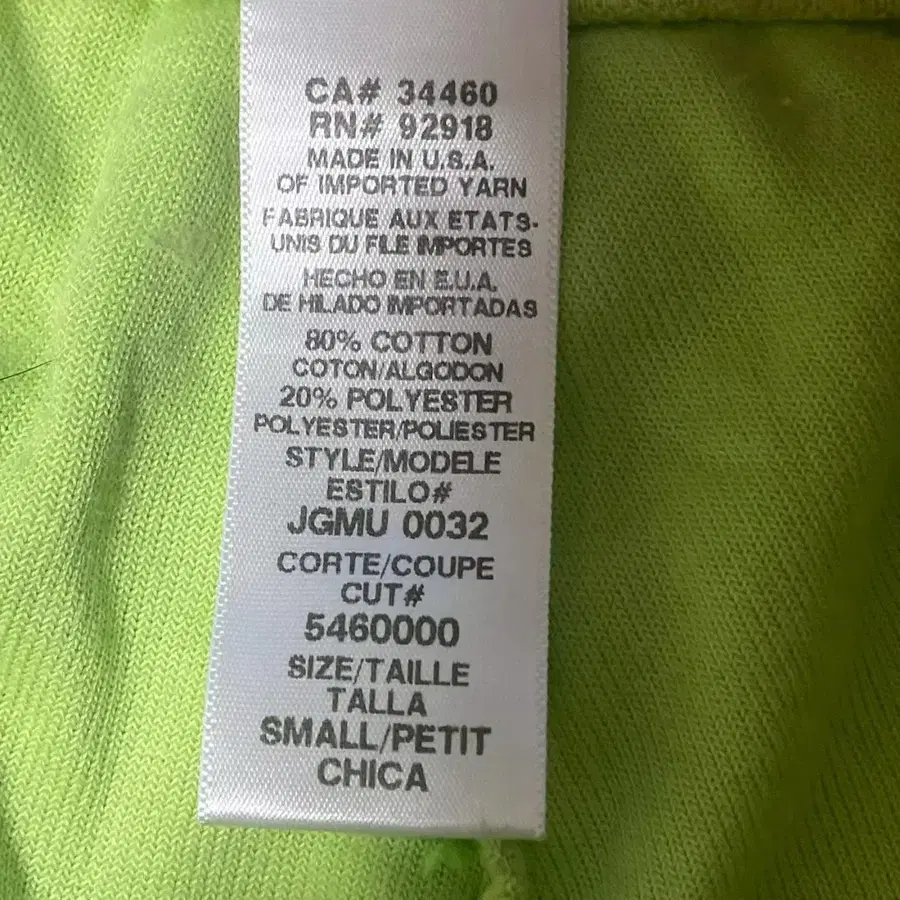 CA# 34460
RN# 92918
MADE IN U.S.A.
OF IMPORTED YARN
FABRIQUE AUX ETATS-
UNIS DU FILE IMPORTES
HECHO EN E.U.A.
DE HILADO IMPORTADAS
80% COTTON
COTON/ALGODON
20% POLYESTER
POLYESTER/POLIESTER
STYLE/MODELE
ESTILO#
JGMU 0032
CORTE/COUPE
CUT#
5460000
SIZE/TAILLE
TALLA
SMALL/PETIT
CHICA